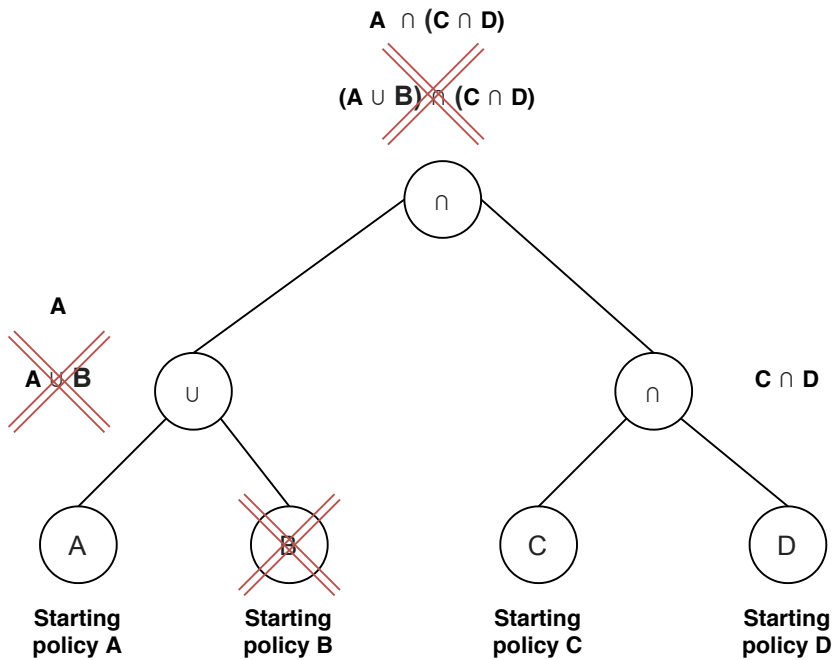 A ∩ (C ∩ D)
(A ∪ B) ∩ (C ∩ D)
∩
A
A ∪ B
∪
∩
C ∩ D
A
B
C
D
Starting
policy A
Starting
policy B
Starting
policy C
Starting
policy D